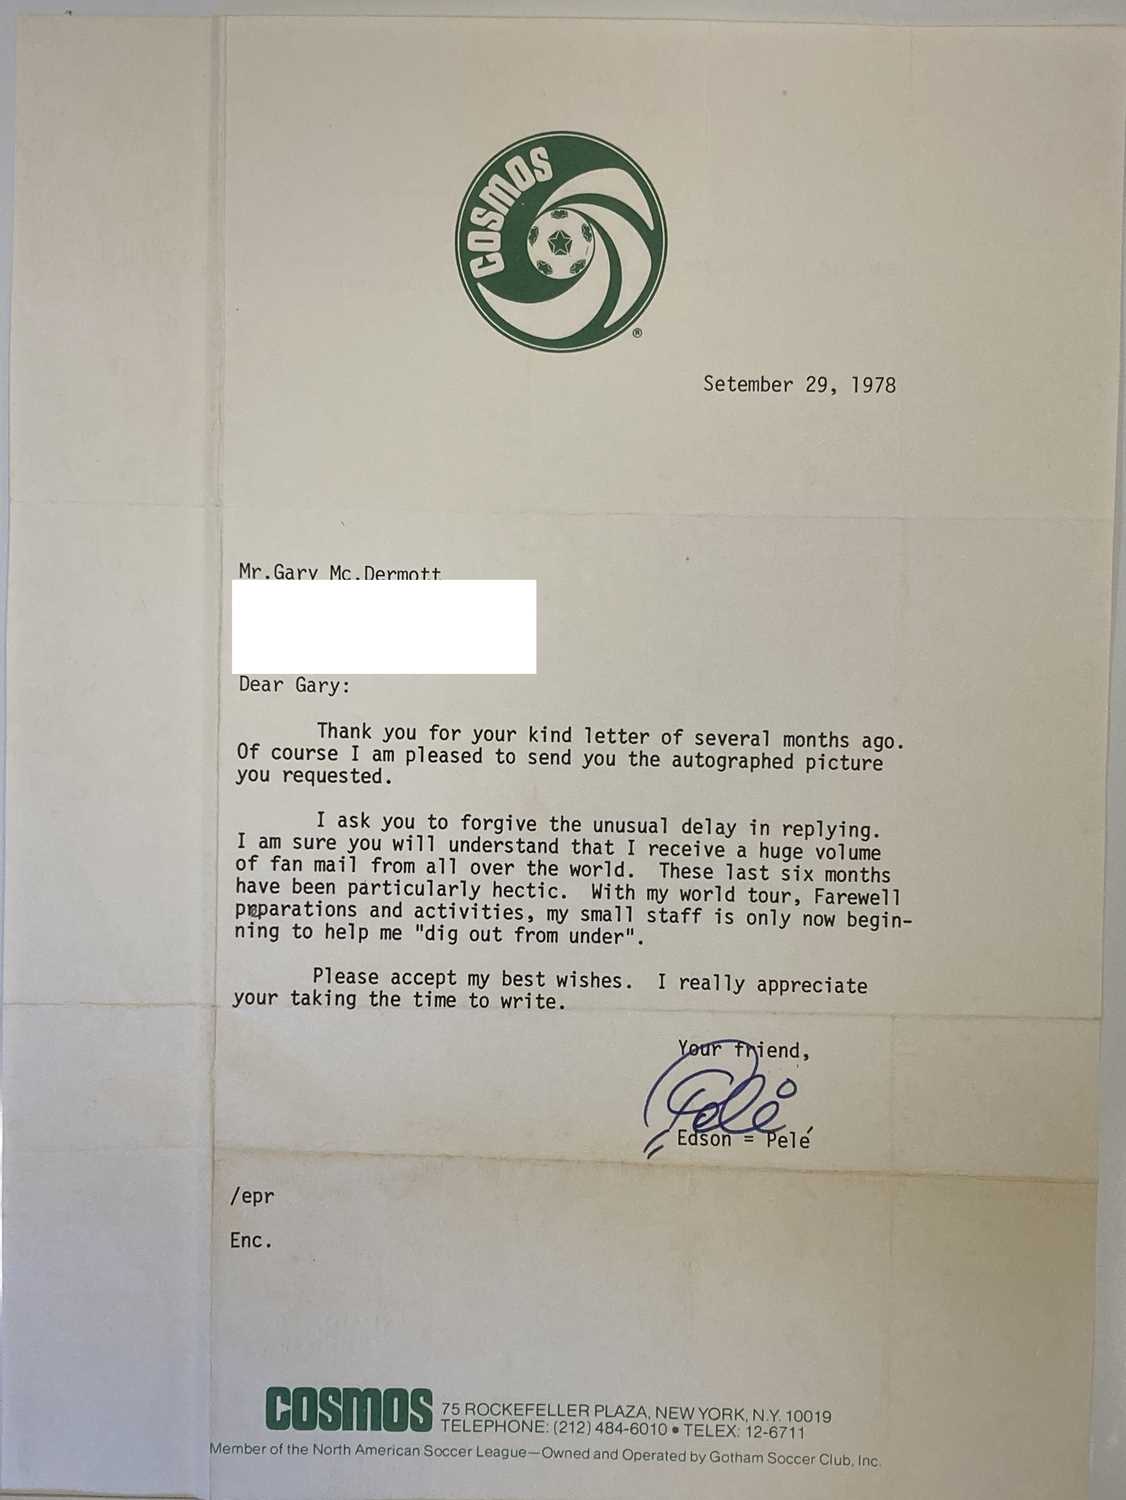 COSMOS
®
Setember 29, 1978
Mr.Gary Mc.Dermott
Dear Gary:
Thank you for your kind letter of several months ago.
Of course I am pleased to send you the autographed picture
you requested.
I ask you to forgive the unusual delay in replying.
I am sure you will understand that I receive a huge volume
of fan mail from all over the world.  These last six months
have been particularly hectic.  With my world tour, Farewell
preparations and activities, my small staff is only now begin-
ning to help me "dig out from under".
Please accept my best wishes.  I really appreciate
your taking the time to write.
Your friend,
Pelé
Edson = Pelé
/epr
Enc.
COSMOS 75 ROCKEFELLER PLAZA, NEW YORK, N.Y. 10019
TELEPHONE: (212) 484-6010 • TELEX: 12-6711
Member of the North American Soccer League—Owned and Operated by Gotham Soccer Club, Inc.